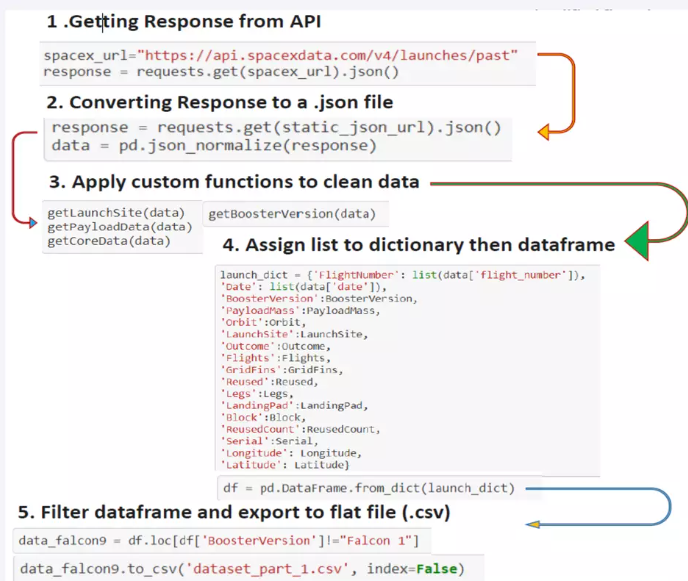 1 .Getting Response from API
spacex_url="https://api.spacexdata.com/v4/launches/past"
response = requests.get(spacex_url).json()
2. Converting Response to a .json file
response = requests.get(static_json_url).json()
data = pd.json_normalize(response)
3. Apply custom functions to clean data
getLaunchSite(data)
getPayloadData(data)
getCoreData(data)
getBoosterVersion(data)
4. Assign list to dictionary then dataframe
launch_dict = {'FlightNumber': list(data['flight_number']),
'Date': list(data['date']),
'BoosterVersion':BoosterVersion,
'PayloadMass':PayloadMass,
'Orbit':Orbit,
'LaunchSite':LaunchSite,
'Outcome':Outcome,
'Flights':Flights,
'GridFins':GridFins,
'Reused':Reused,
'Legs':Legs,
'LandingPad':LandingPad,
'Block':Block,
'ReusedCount':ReusedCount,
'Serial':Serial,
'Longitude': Longitude,
'Latitude': Latitude}
df = pd.DataFrame.from_dict(launch_dict)
5. Filter dataframe and export to flat file (.csv)
data_falcon9 = df.loc[df['BoosterVersion']!="Falcon 1"]
data_falcon9.to_csv('dataset_part_1.csv', index=False)